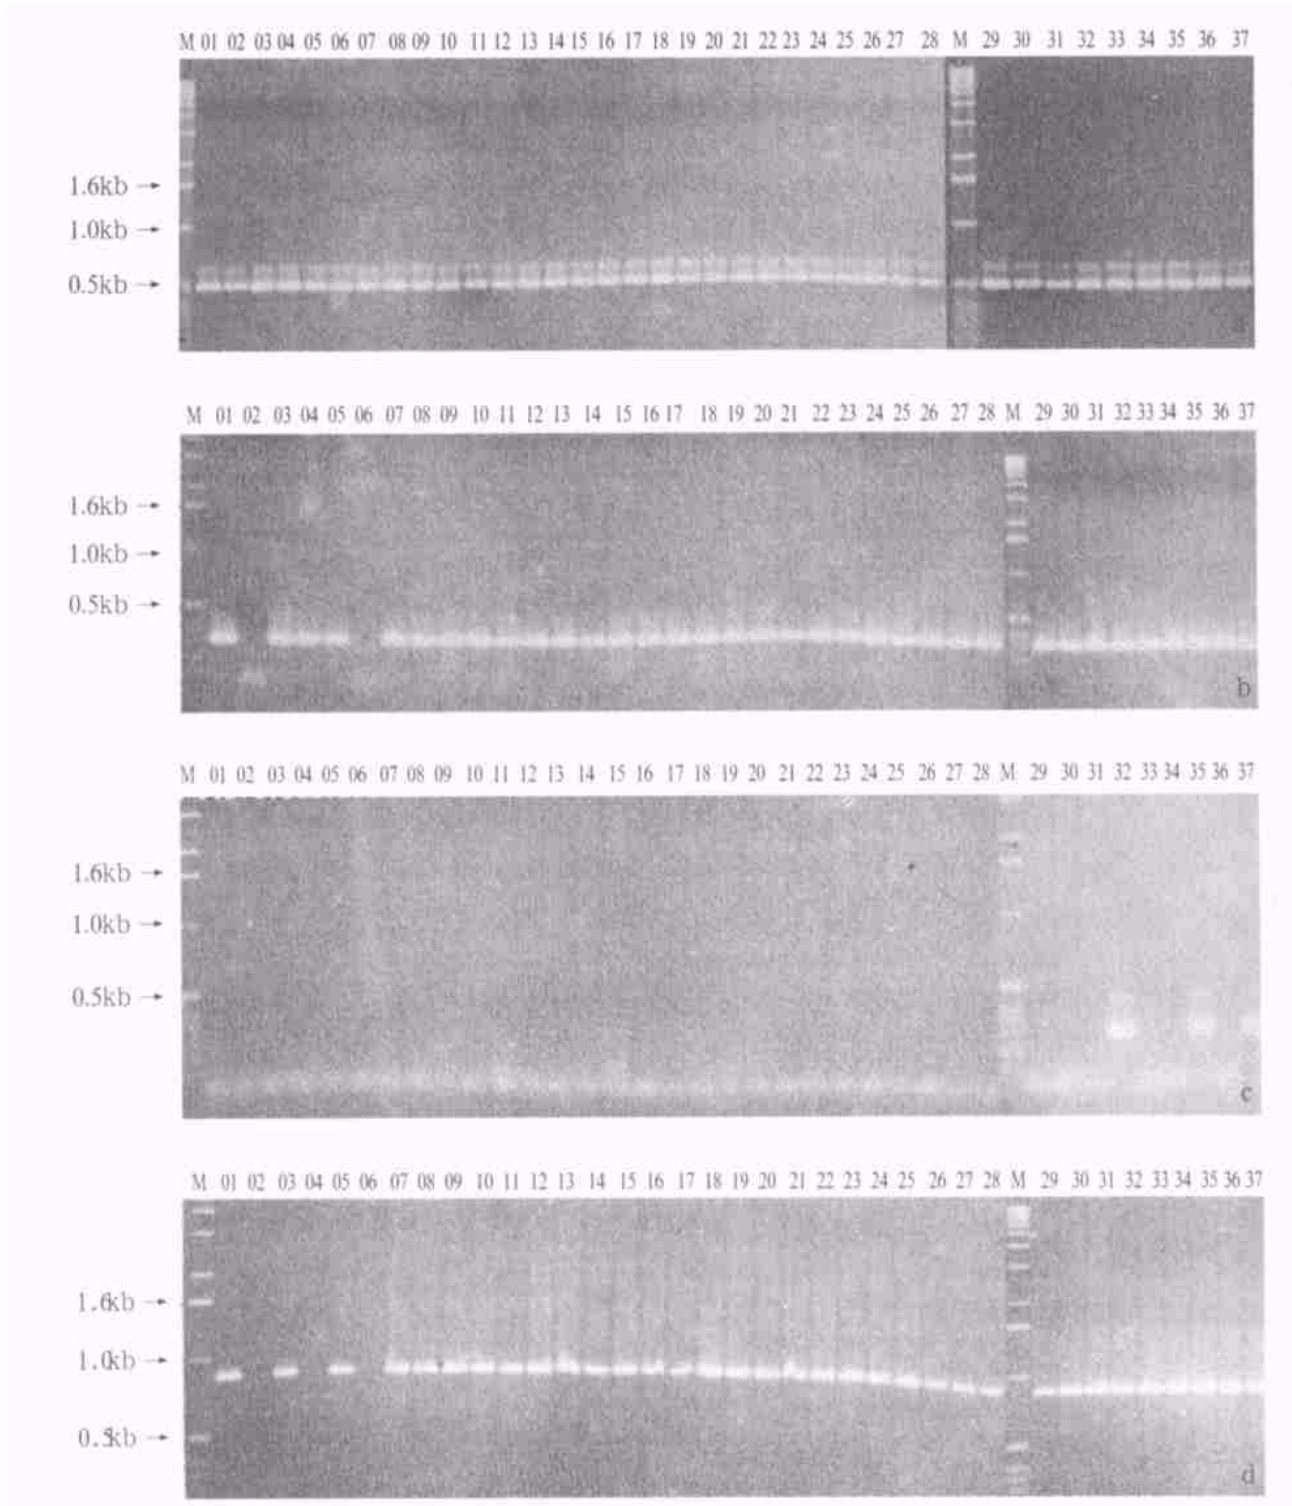 M 01 02 03 04 05 06 07 08 09 10 11 12 13 14 15 16 17 18 19 20 21 22 23 24 25 26 27 28 M 29 30 31 32 33 34 35 36 37
1.6kb →
1.0kb →
0.5kb →
M 01 02 03 04 05 06 07 08 09 10 11 12 13 14 15 16 17 18 19 20 21 22 23 24 25 26 27 28 M 29 30 31 32 33 34 35 36 37
1.6kb →
1.0kb →
0.5kb →
b
M 01 02 03 04 05 06 07 08 09 10 11 12 13 14 15 16 17 18 19 20 21 22 23 24 25 26 27 28 M 29 30 31 32 33 34 35 36 37
1.6kb →
1.0kb →
0.5kb →
c
M 01 02 03 04 05 06 07 08 09 10 11 12 13 14 15 16 17 18 19 20 21 22 23 24 25 26 27 28 M 29 30 31 32 33 34 35 36 37
1.6kb →
1.0kb →
0.5kb →
d